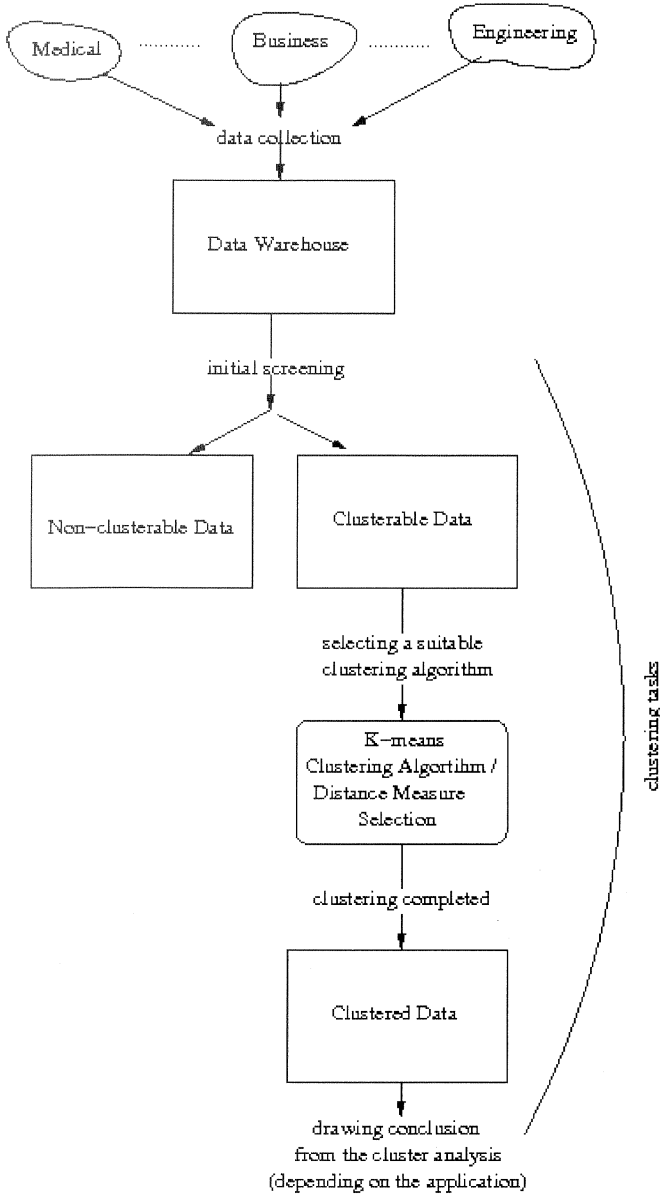 Medical
Business
Engineering
data collection
Data Warehouse
initial screening
Non-clusterable Data
Clusterable Data
selecting a suitable
clustering algorithm
K-means
Clustering Algortihm /
Distance Measure
Selection
clustering completed
Clustered Data
drawing conclusion
from the cluster analysis
(depending on the application)
clustering tasks